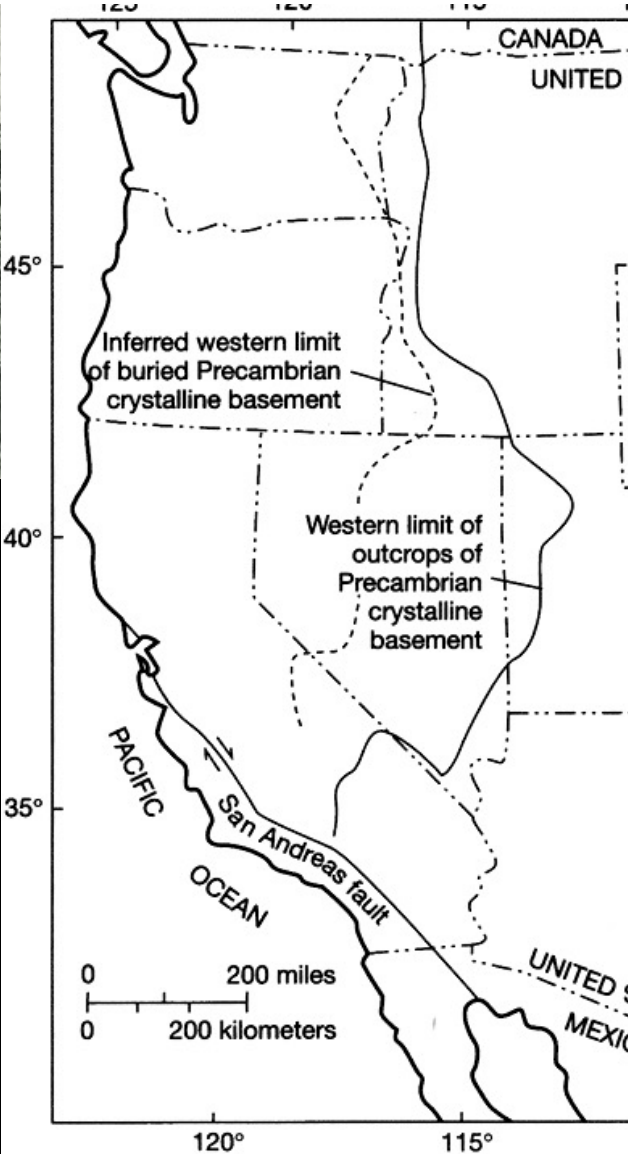 CANADA
UNITED
45°
Inferred western limit
of buried Precambrian
crystalline basement
40°
Western limit of
outcrops of
Precambrian
crystalline
basement
PACIFIC
OCEAN
35°
San Andreas fault
0 200 miles
0 200 kilometers
UNITED
120°
115°